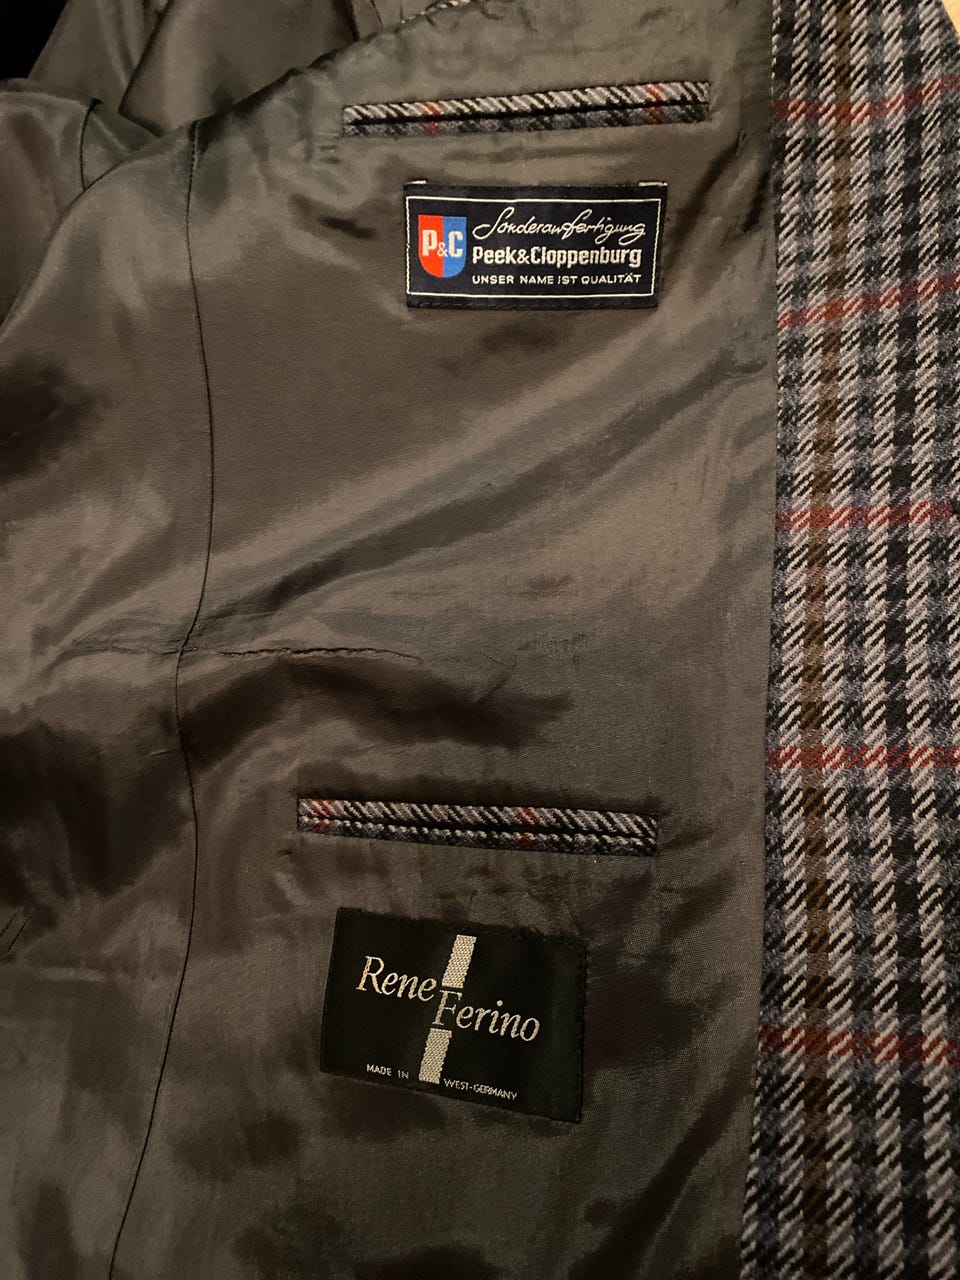 P&C
Sonderanfertigung
Peek&Cloppenburg
UNSER NAME IST QUALITÄT
Rene
Ferino
MADE IN WEST-GERMANY